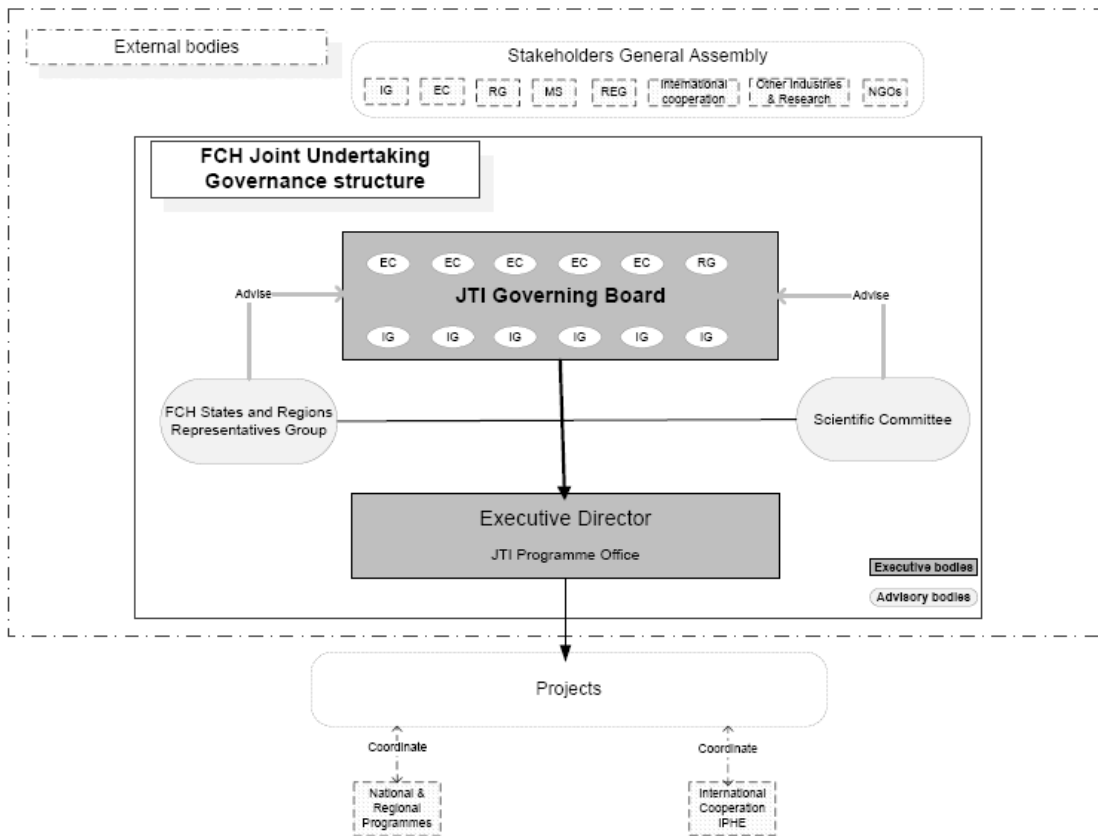 External bodies
Stakeholders General Assembly
IG
EC
RG
MS
REG
International
cooperation
Other Industries
& Research
NGOs
FCH Joint Undertaking
Governance structure
EC
EC
EC
EC
EC
RG
Advise
JTI Governing Board
Advise
IG
IG
IG
IG
IG
IG
FCH States and Regions
Representatives Group
Scientific Committee
Executive Director
JTI Programme Office
Executive bodies
Advisory bodies
Projects
Coordinate
Coordinate
National &
Regional
Programmes
International
Cooperation
IPHE